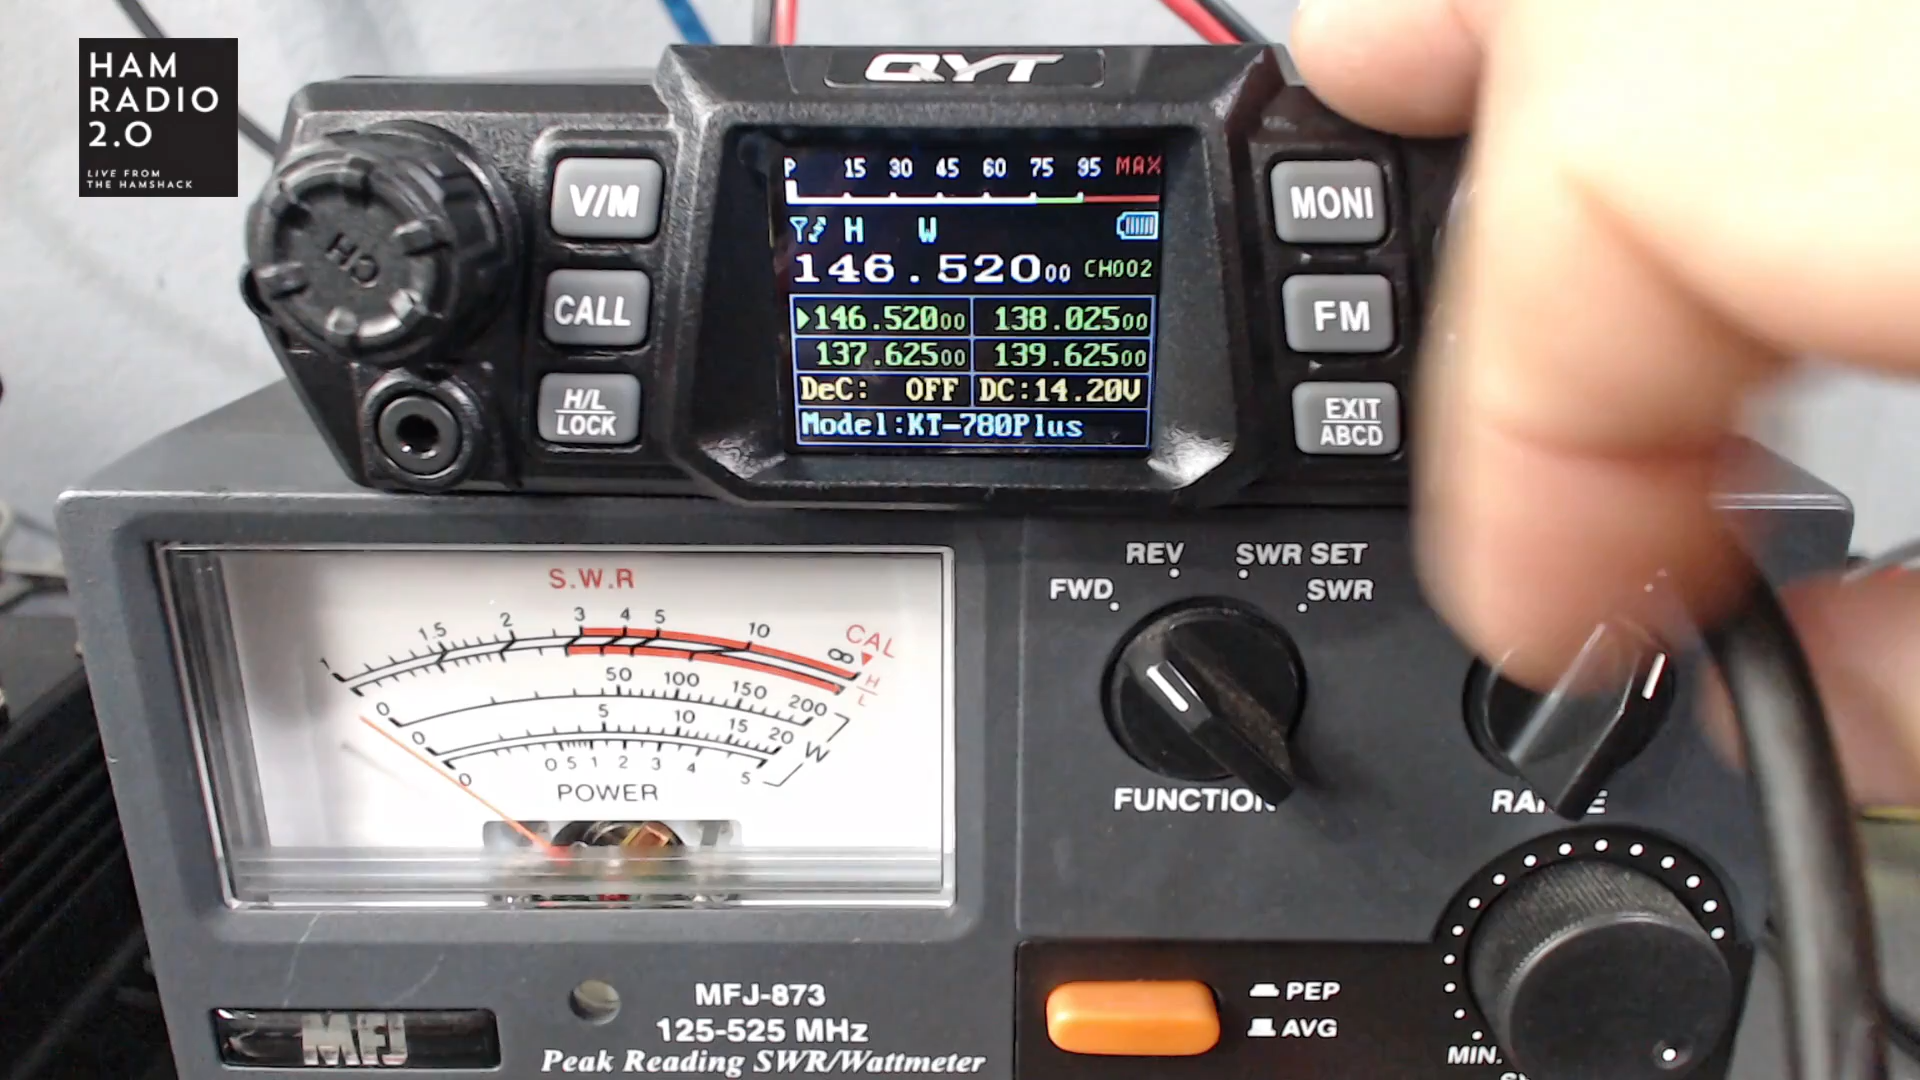 HAM
RADIO
2.0
LIVE FROM
THE HAMSHACK
QYT
CH
V/M
CALL
H/L
LOCK
P 15 30 45 60 75 95 MAX
H W
146.52000 CH002
146.52000 138.02500
137.62500 139.62500
DeC: OFF DC:14.20V
Model:KT-780Plus
MONI
FM
EXIT
ABCD
S.W.R
1 1.5 2 3 4 5 10 ∞ CAL
H
L
0 50 100 150 200
0 5 10 15 20 W
0 0 5 1 2 3 4 5
POWER
FWD REV SWR SET SWR
FUNCTION
MFJ
MFJ-873
125-525 MHz
Peak Reading SWR/Wattmeter
PEP
AVG
MIN.